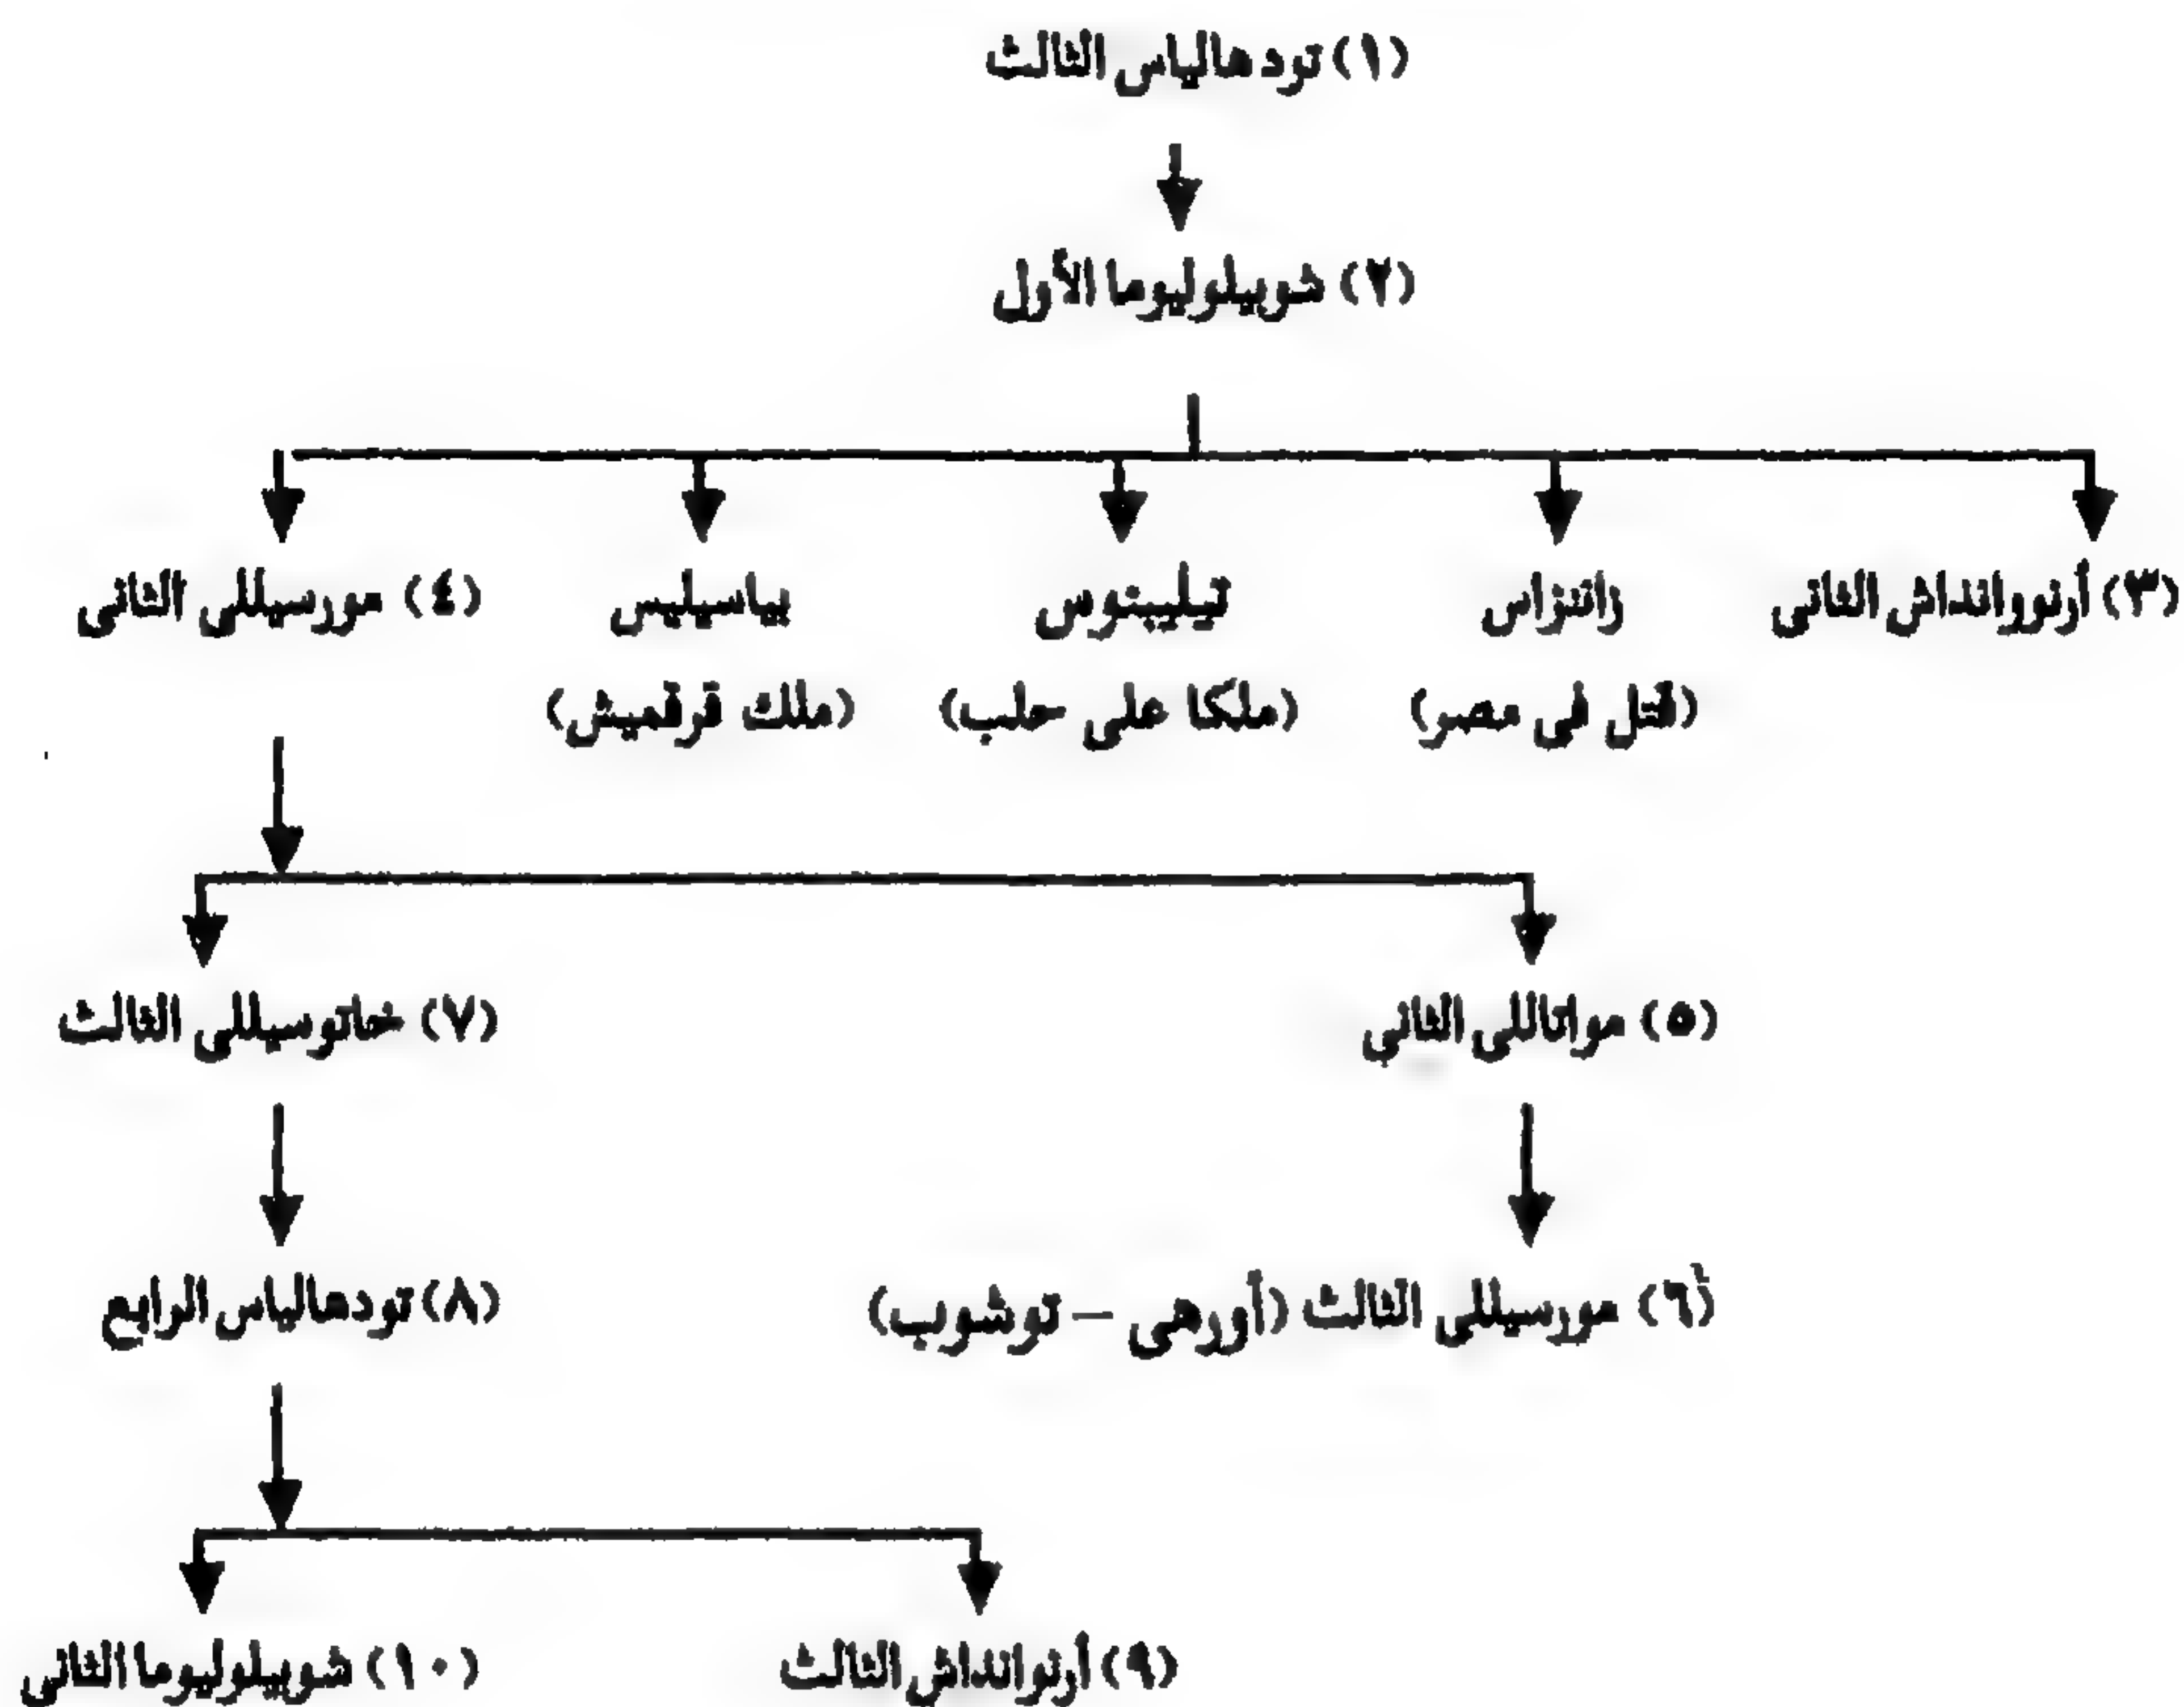 (١) تودهالياس الثالث
(٢) شوبيلوليوما الأول
(٣) أرنووانداش الثانى
زاننزاس
تيليبنوس
بياسيليس
(٤) مورسيللى الثانى
(قتل فى مصر)
(ملكا على حلب)
(ملك قرقميش)
(٥) مواتاللى الثاني
(٧) خاتوسيللى الثالث
(٦) مورسيللى الثالث (أورهى – توشوب)
(٨) تودهالياس الرابع
(٩) أرنوانداش الثالث
(١٠) شوبيلوليوما الثانى